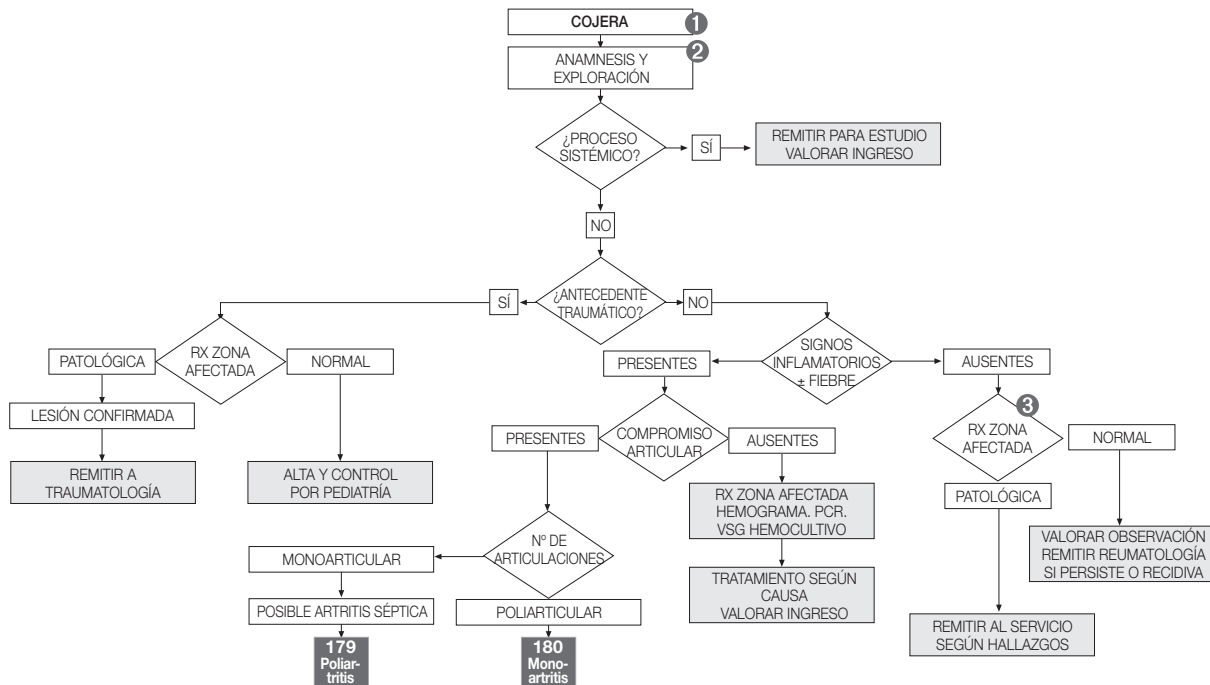 COJERA
1
2
ANAMNESIS Y
EXPLORACIÓN
¿PROCESO
SISTÉMICO?
SÍ
REMITIR PARA ESTUDIO
VALORAR INGRESO
NO
¿ANTECEDENTE
TRAUMÁTICO?
SÍ
NO
RX ZONA
AFECTADA
PATOLÓGICA
NORMAL
LESIÓN CONFIRMADA
REMITIR A
TRAUMATOLOGÍA
ALTA Y CONTROL
POR PEDIATRÍA
SIGNOS
INFLAMATORIOS
± FIEBRE
PRESENTES
AUSENTES
COMPROMISO
ARTICULAR
PRESENTES
AUSENTES
RX ZONA AFECTADA
HEMOGRAMA. PCR.
VSG HEMOCULTIVO
TRATAMIENTO SEGÚN
CAUSA
VALORAR INGRESO
Nº DE
ARTICULACIONES
MONOARTICULAR
POSIBLE ARTRITIS SÉPTICA
179
Poliar-
tritis
POLIARTICULAR
180
Mono-
artritis
3
RX ZONA
AFECTADA
NORMAL
PATOLÓGICA
VALORAR OBSERVACIÓN
REMITIR REUMATOLOGÍA
SI PERSISTE O RECIDIVA
REMITIR AL SERVICIO
SEGÚN HALLAZGOS